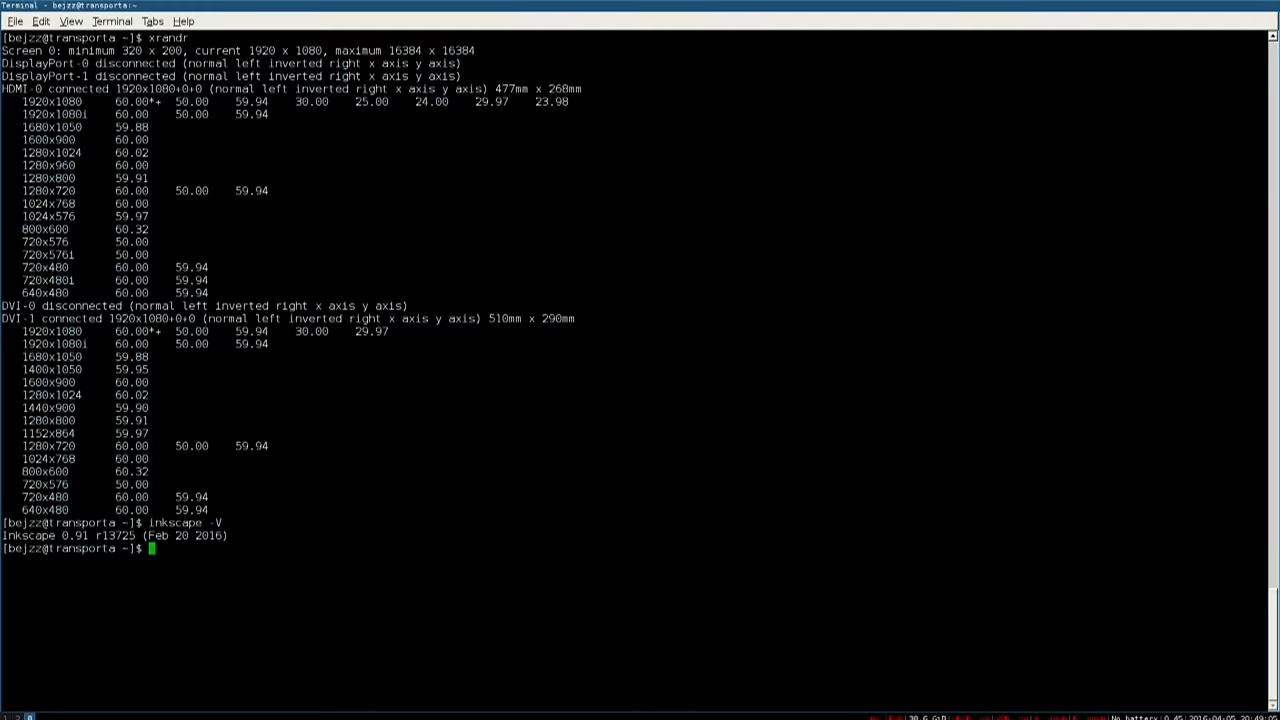 Terminal - bejzz@transporta:~
File Edit View Terminal Tabs Help
[bejzz@transporta ~]$ xrandr
Screen 0: minimum 320 x 200, current 1920 x 1080, maximum 16384 x 16384
DisplayPort-0 disconnected (normal left inverted right x axis y axis)
DisplayPort-1 disconnected (normal left inverted right x axis y axis)
HDMI-0 connected 1920x1080+0+0 (normal left inverted right x axis y axis) 477mm x 268mm
1920x1080 60.00*+ 50.00 59.94 30.00 25.00 24.00 29.97 23.98
1920x1080i 60.00 50.00 59.94
1680x1050 59.88
1600x900 60.00
1280x1024 60.02
1280x960 60.00
1280x800 59.91
1280x720 60.00 50.00 59.94
1024x768 60.00
1024x576 59.97
800x600 60.32
720x576 50.00
720x576i 50.00
720x480 60.00 59.94
720x480i 60.00 59.94
640x480 60.00 59.94
DVI-0 disconnected (normal left inverted right x axis y axis)
DVI-1 connected 1920x1080+0+0 (normal left inverted right x axis y axis) 510mm x 290mm
1920x1080 60.00*+ 50.00 59.94 30.00 29.97
1920x1080i 60.00 50.00 59.94
1680x1050 59.88
1400x1050 59.95
1600x900 60.00
1280x1024 60.02
1440x900 59.90
1280x800 59.91
1152x864 59.97
1280x720 60.00 50.00 59.94
1024x768 60.00
800x600 60.32
720x576 50.00
720x480 60.00 59.94
640x480 60.00 59.94
[bejzz@transporta ~]$ inkscape -V
Inkscape 0.91 r13725 (Feb 20 2016)
[bejzz@transporta ~]$
30.6 GiB No battery 0.45 2016-04-05